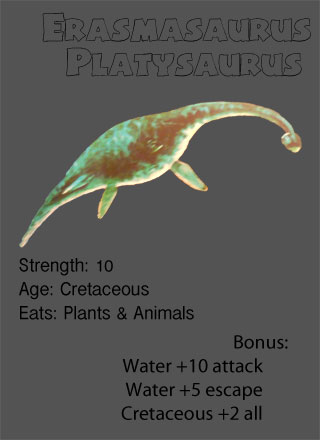 Erasmasaurus
Platysaurus
Strength: 10
Age: Cretaceous
Eats: Plants & Animals
Bonus:
Water +10 attack
Water +5 escape
Cretaceous +2 all